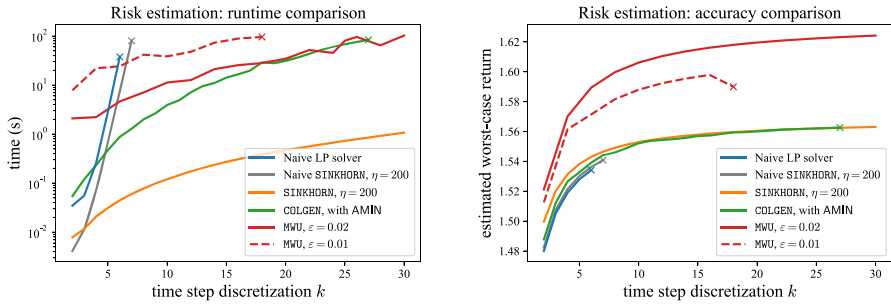 Risk estimation: runtime comparison
10²
10¹
10⁰
10⁻¹
10⁻²
time (s)
5 10 15 20 25 30
time step discretization k
Naive LP solver
Naive SINKHORN, η = 200
SINKHORN, η = 200
COLGEN, with AMIN
MWU, ε = 0.02
MWU, ε = 0.01
Risk estimation: accuracy comparison
1.62
1.60
1.58
1.56
1.54
1.52
1.50
1.48
estimated worst-case return
5 10 15 20 25 30
time step discretization k
Naive LP solver
Naive SINKHORN, η = 200
SINKHORN, η = 200
COLGEN, with AMIN
MWU, ε = 0.02
MWU, ε = 0.01